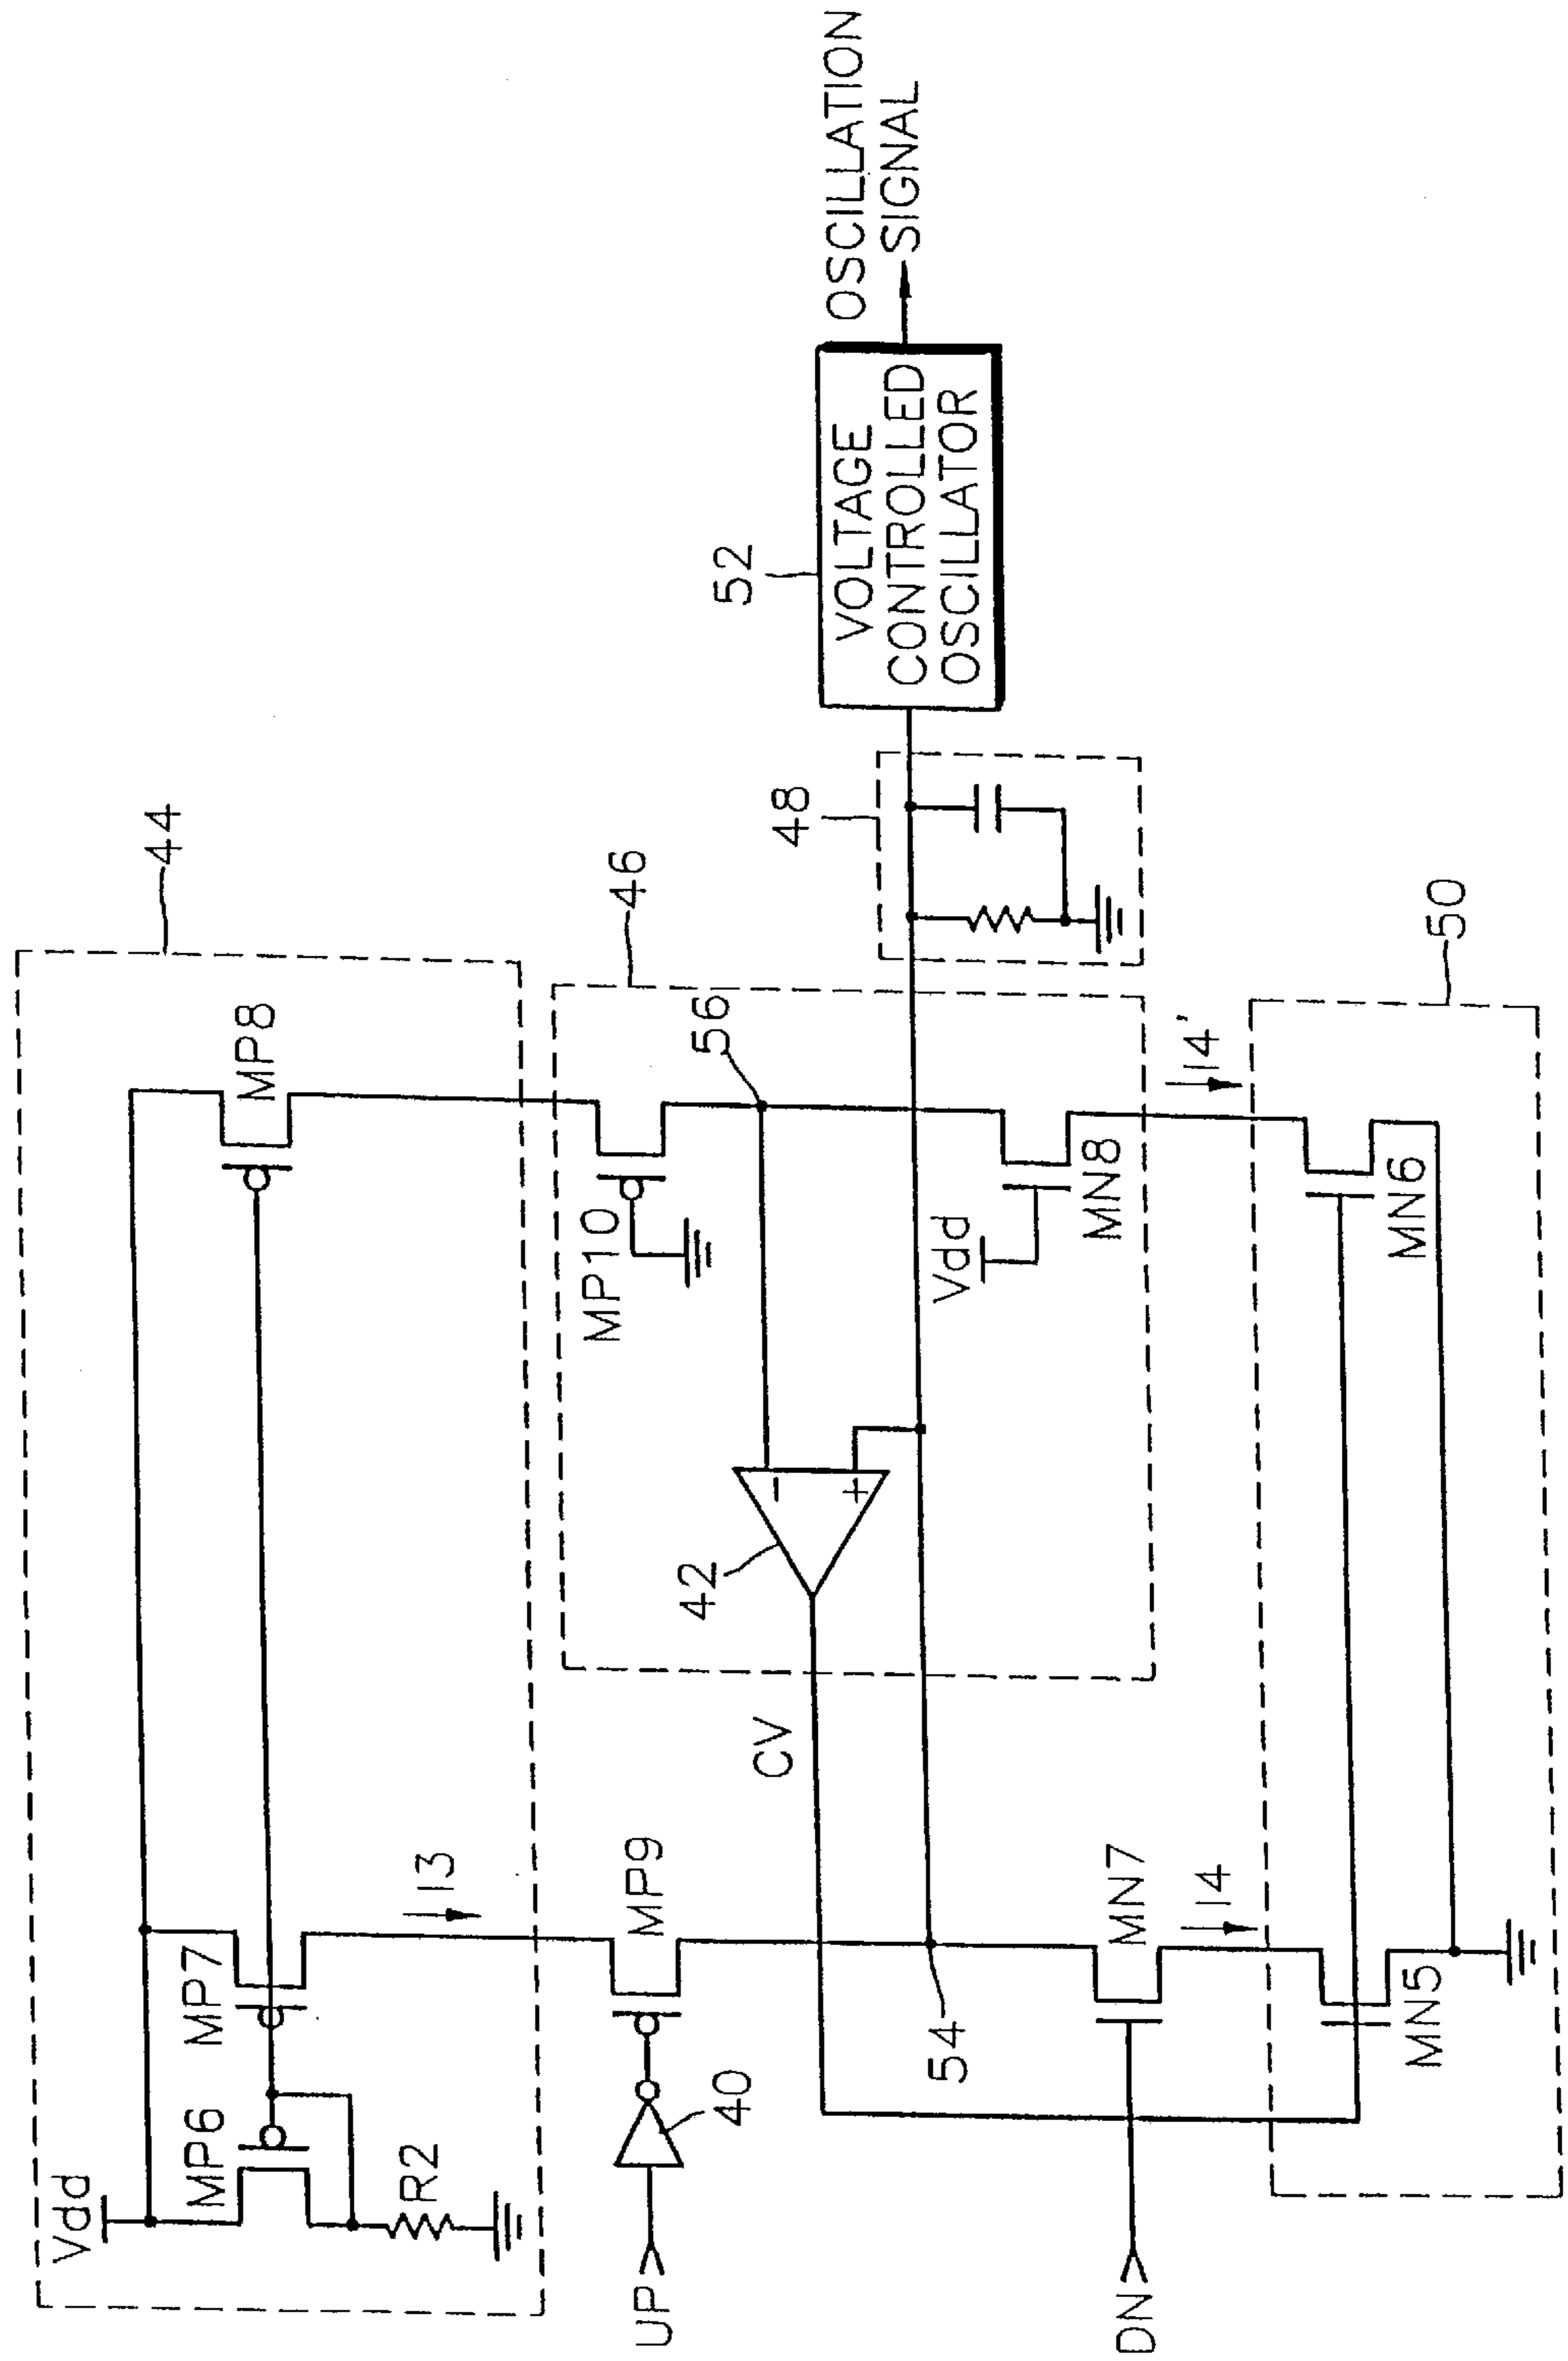 44
Vdd
MP6
MP7
MP8
R2
I3
46
UP
40
MP9
MP10
56
42
48
52
VOLTAGE
CONTROLLED
OSCILLATOR
OSCILLATION
SIGNAL
CV
-
+
Vdd
54
MN8
DN
MN7
I4
I4'
50
MN5
MN6